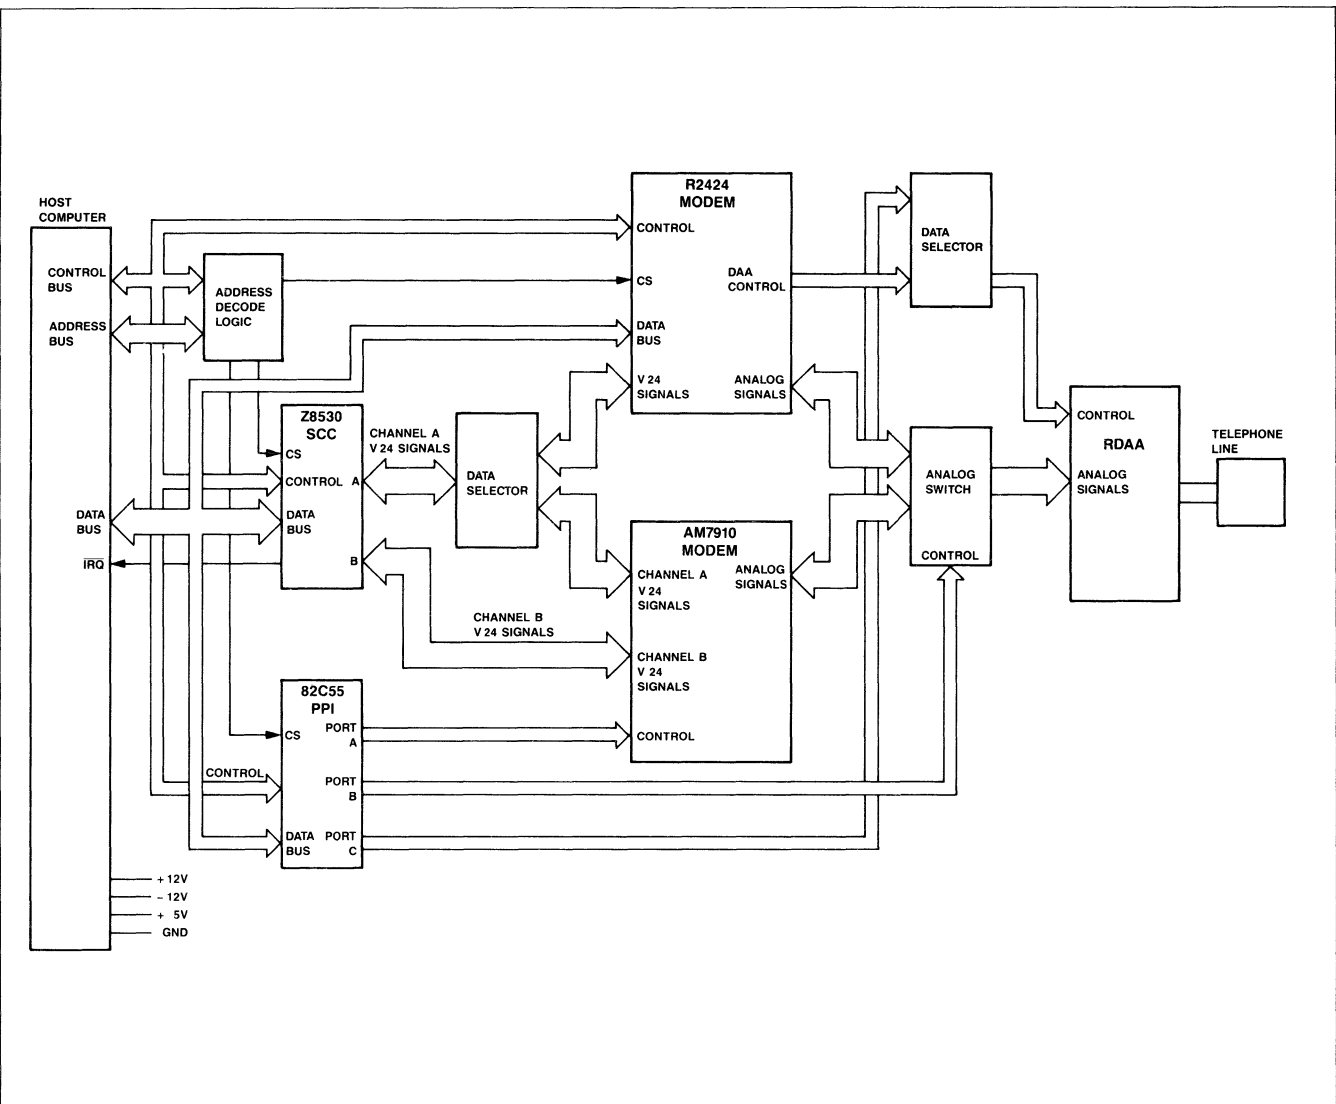 HOST
COMPUTER
CONTROL
BUS
ADDRESS
BUS
DATA
BUS
IRQ
+ 12V
- 12V
+ 5V
GND
ADDRESS
DECODE
LOGIC
Z8530
SCC
CS
CONTROL A
DATA
BUS
B
82C55
PPI
CS
PORT
A
CONTROL
PORT
B
DATA PORT
BUS C
CHANNEL A
V 24 SIGNALS
DATA
SELECTOR
CHANNEL B
V 24 SIGNALS
R2424
MODEM
CONTROL
CS
DAA
CONTROL
DATA
BUS
V 24
SIGNALS
ANALOG
SIGNALS
AM7910
MODEM
CHANNEL A
V 24
SIGNALS
ANALOG
SIGNALS
CHANNEL B
V 24
SIGNALS
CONTROL
DATA
SELECTOR
ANALOG
SWITCH
CONTROL
CONTROL
RDAA
ANALOG
SIGNALS
TELEPHONE
LINE